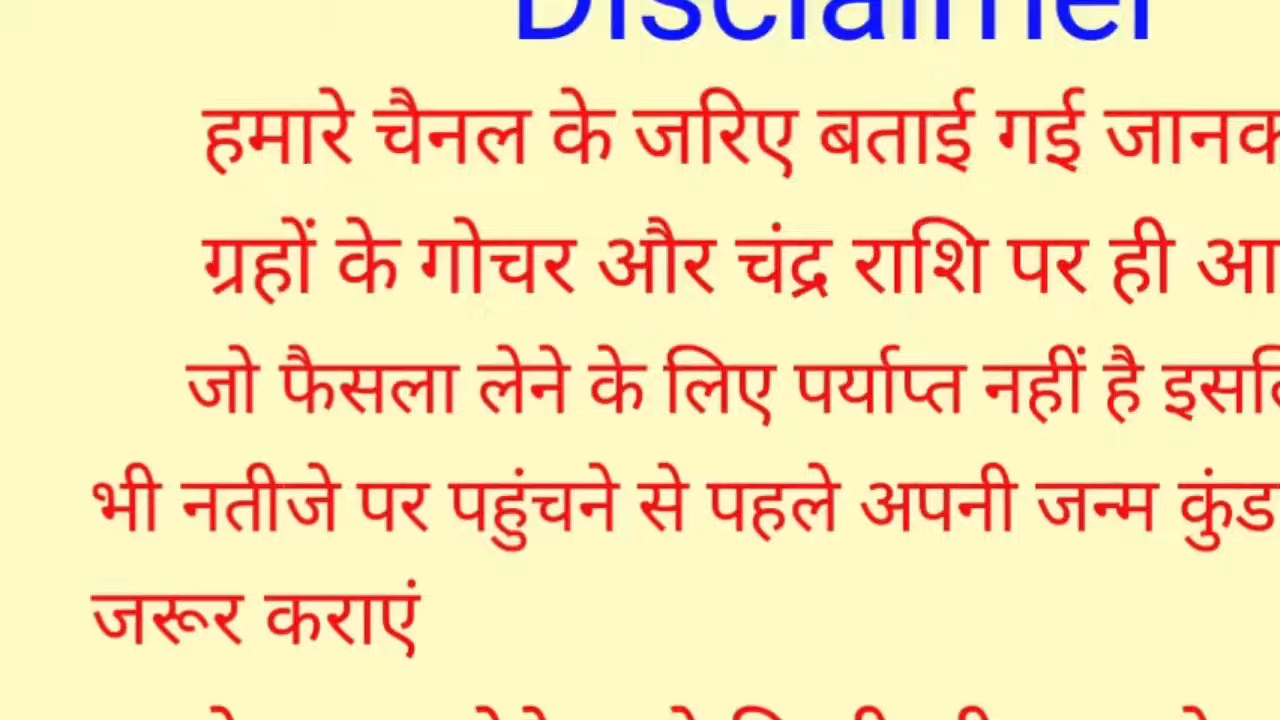 Disclaimer
हमारे चैनल के जरिए बताई गई
ग्रहों के गोचर और चंद्र राशि पर ही
जो फैसला लेने के लिए पर्याप्त नहीं है
भी नतीजे पर पहुंचने से पहले अपनी जन्म
जरूर कराएं